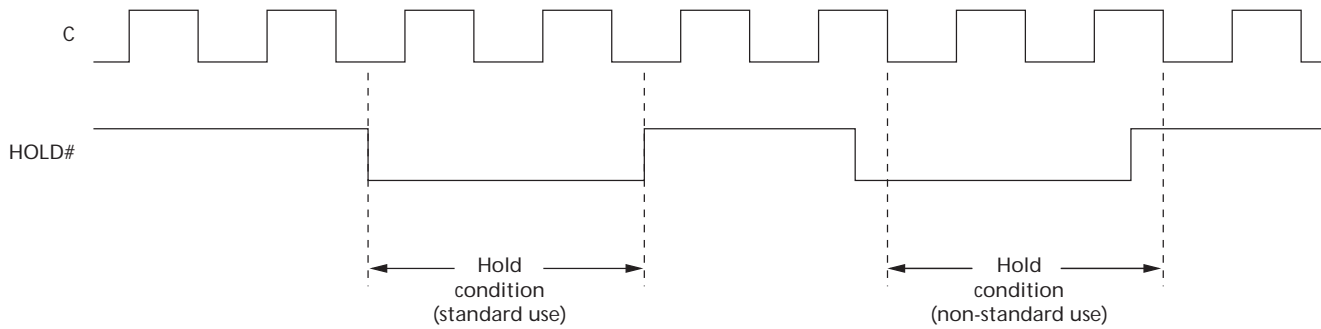 C
HOLD#
Hold
condition
(standard use)
Hold
condition
(non-standard use)